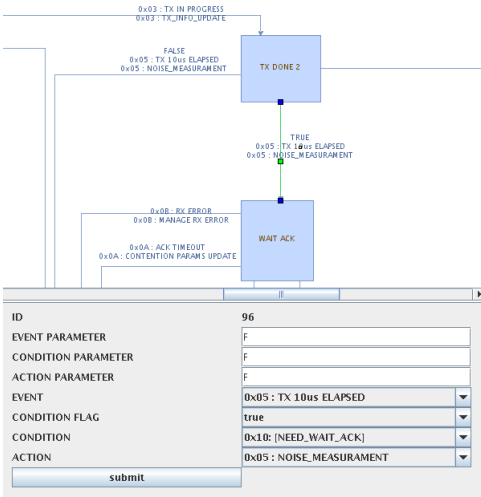 0x03 : TX IN PROGRESS
0x03 : TX_INFO_UPDATE
FALSE
0x05 : TX 10us ELAPSED
0x05 : NOISE_MEASURAMENT
TX DONE 2
TRUE
0x05 : TX 10us ELAPSED
0x05 : NOISE_MEASURAMENT
0x0B : RX ERROR
0x0B : MANAGE RX ERROR
WAIT ACK
0x0A : ACK TIMEOUT
0x0A : CONTENTION PARAMS UPDATE
ID 96
EVENT PARAMETER F
CONDITION PARAMETER F
ACTION PARAMETER F
EVENT 0x05 : TX 10us ELAPSED
CONDITION FLAG true
CONDITION 0x10: [NEED_WAIT_ACK]
ACTION 0x05 : NOISE_MEASURAMENT
submit